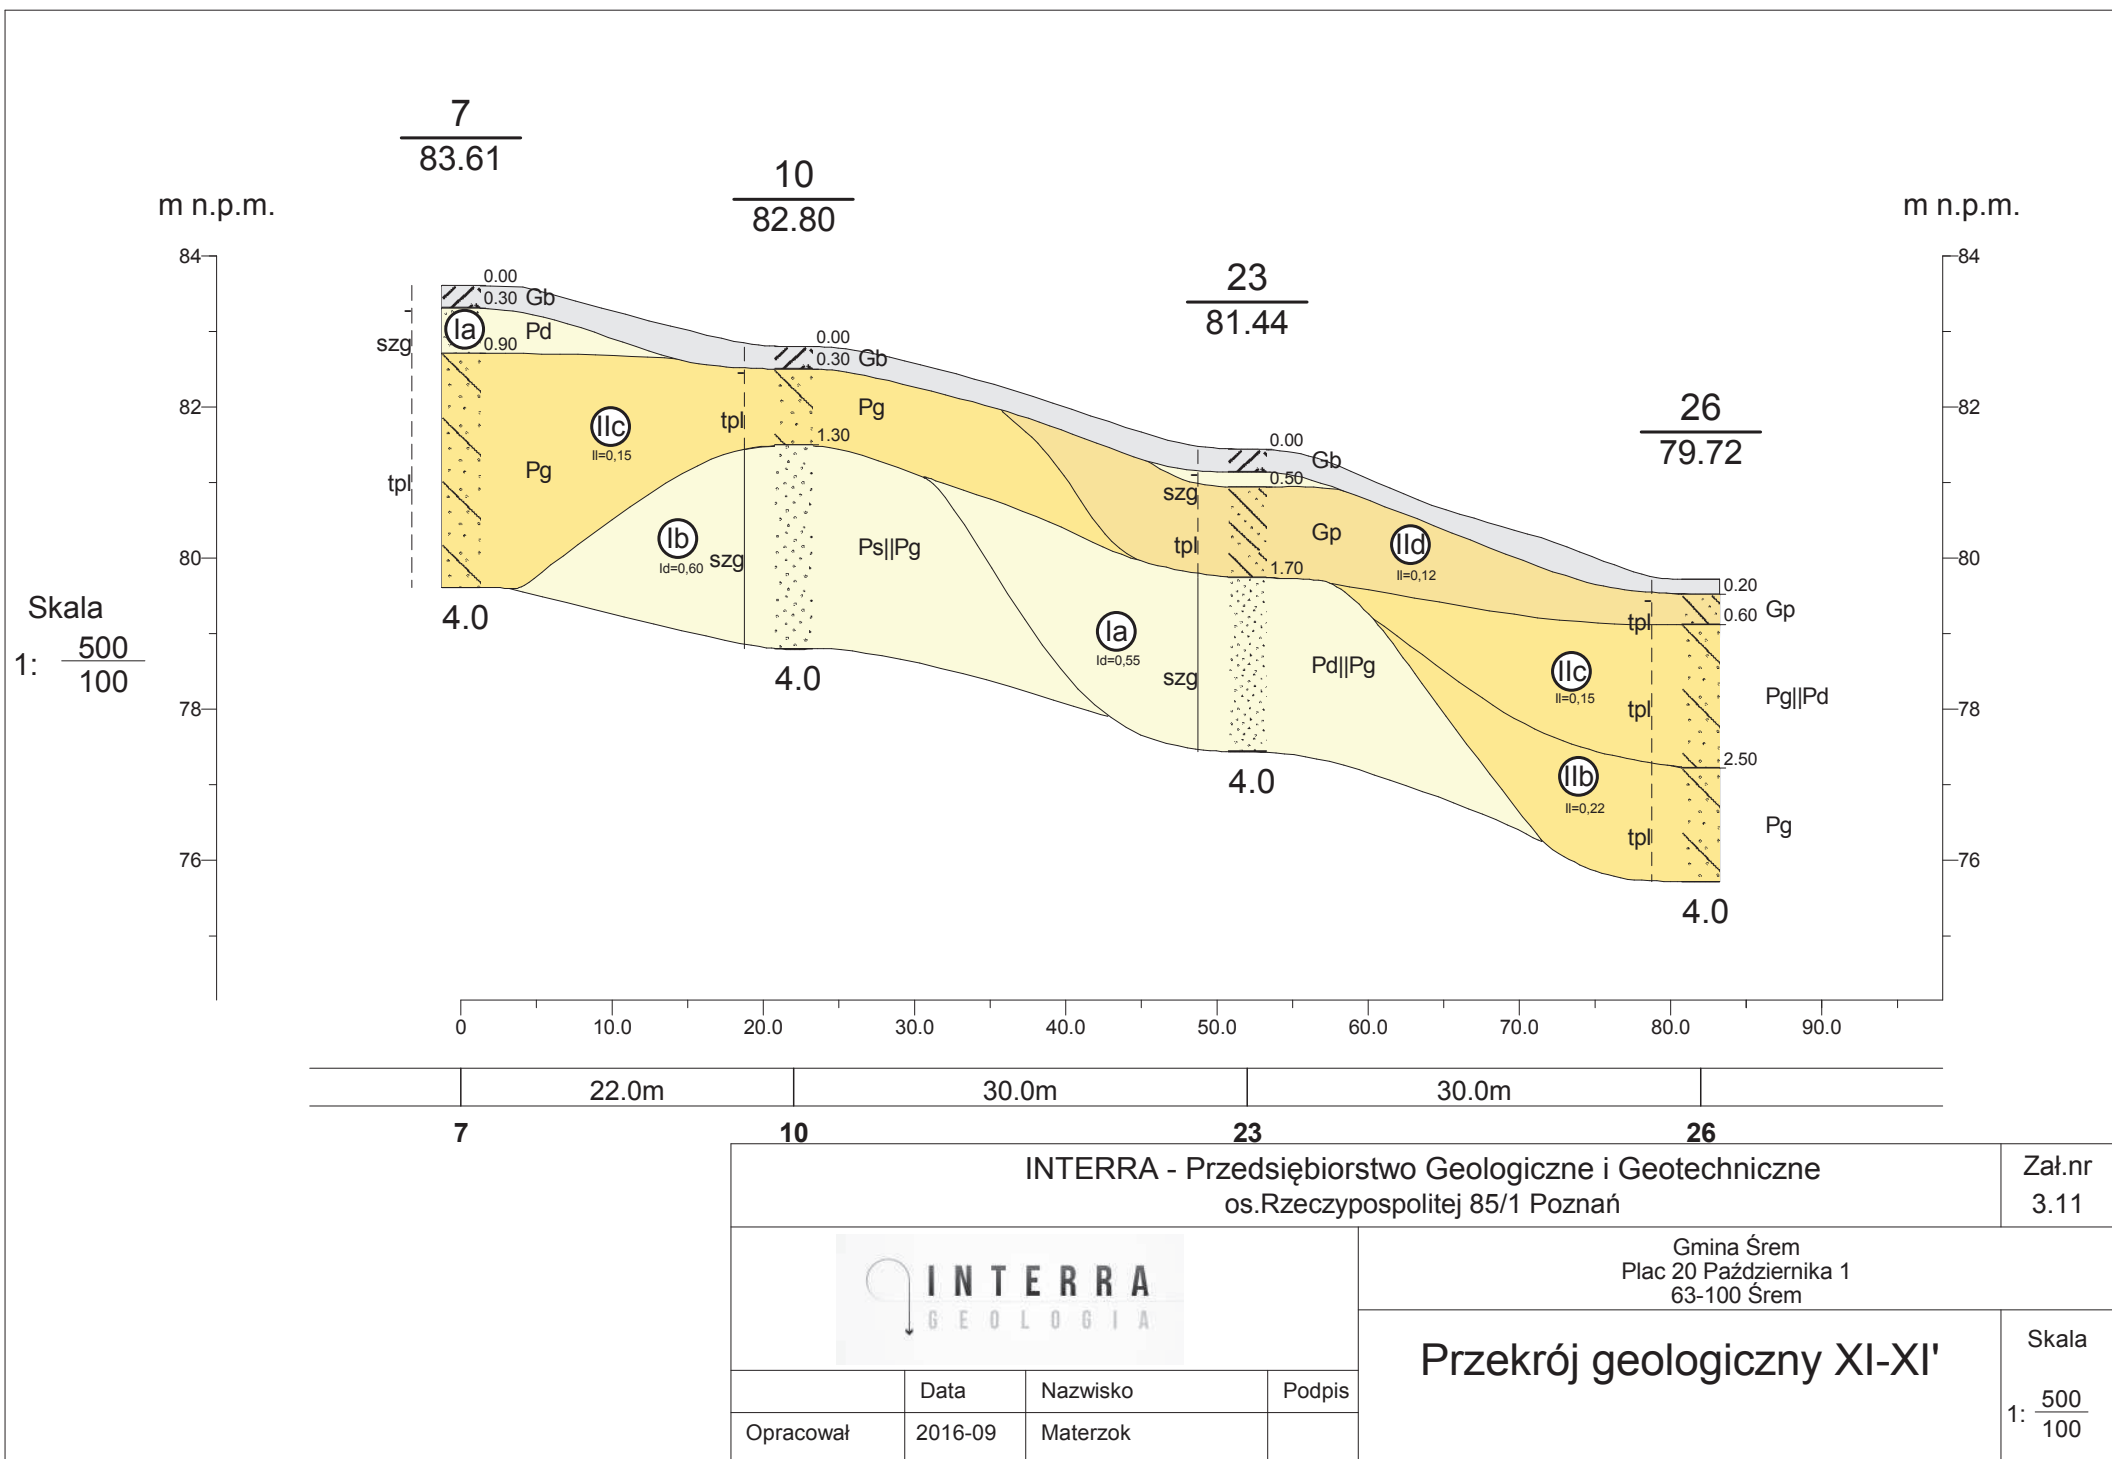 7
83.61
10
82.80
23
81.44
26
79.72
m n.p.m.
m n.p.m.
84
82
80
78
76
84
82
80
78
76
Skala
1: 500
100
0.00
0.30 Gb
Ia Pd
szg
0.90
tpl
Pg
IIc
Il=0,15
4.0
0.00
0.30 Gb
tpl
Pg
1.30
Ib
Id=0,60
szg
Ps||Pg
4.0
0.00
Gb
0.50
szg
Gp
tpl
1.70
IId
Il=0,12
Ia
Id=0,55
szg
Pd||Pg
4.0
0.20
Gp
0.60
tpl
IIc
Il=0,15
Pg||Pd
tpl
2.50
IIb
Il=0,22
tpl
Pg
4.0
0 10.0 20.0 30.0 40.0 50.0 60.0 70.0 80.0 90.0
22.0m 30.0m 30.0m
7 10 23 26
INTERRA - Przedsiębiorstwo Geologiczne i Geotechniczne
os.Rzeczypospolitej 85/1 Poznań
Zał.nr
3.11
INTERRA
GEOLOGIA
Gmina Śrem
Plac 20 Października 1
63-100 Śrem
Przekrój geologiczny XI-XI'
Skala
1: 500
100
Data Nazwisko Podpis
Opracował 2016-09 Materzok